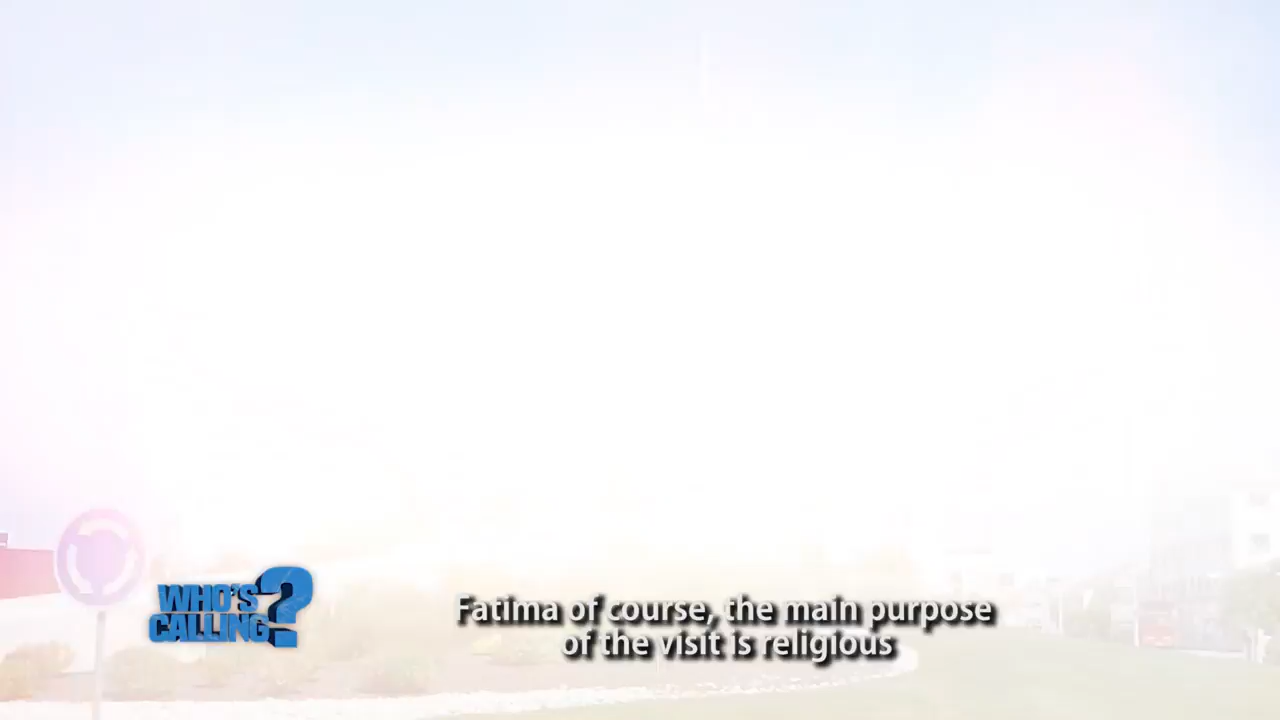 WHO'S
CALLING?
Fatima of course, the main purpose
of the visit is religious